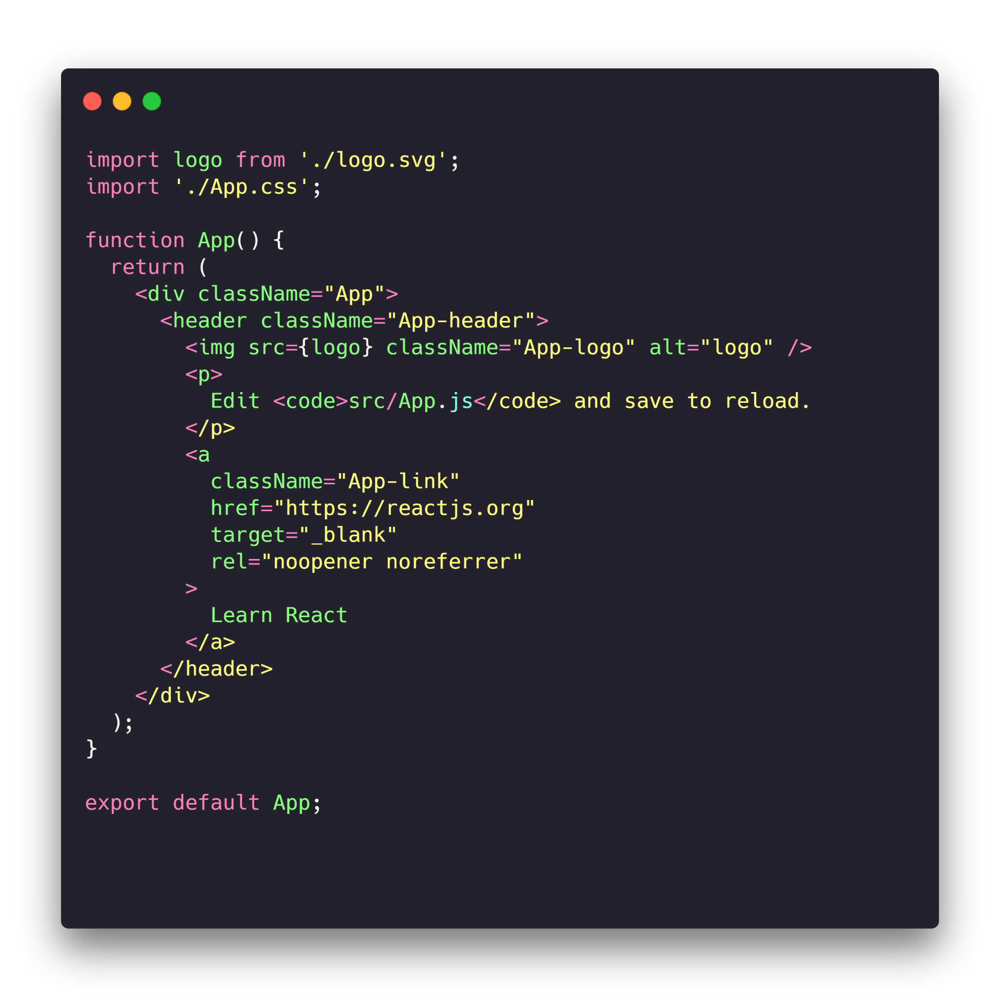 import logo from './logo.svg';
import './App.css';

function App() {
  return (
    <div className="App">
      <header className="App-header">
        <img src={logo} className="App-logo" alt="logo" />
        <p>
          Edit <code>src/App.js</code> and save to reload.
        </p>
        <a
          className="App-link"
          href="https://reactjs.org"
          target="_blank"
          rel="noopener noreferrer"
        >
          Learn React
        </a>
      </header>
    </div>
  );
}

export default App;